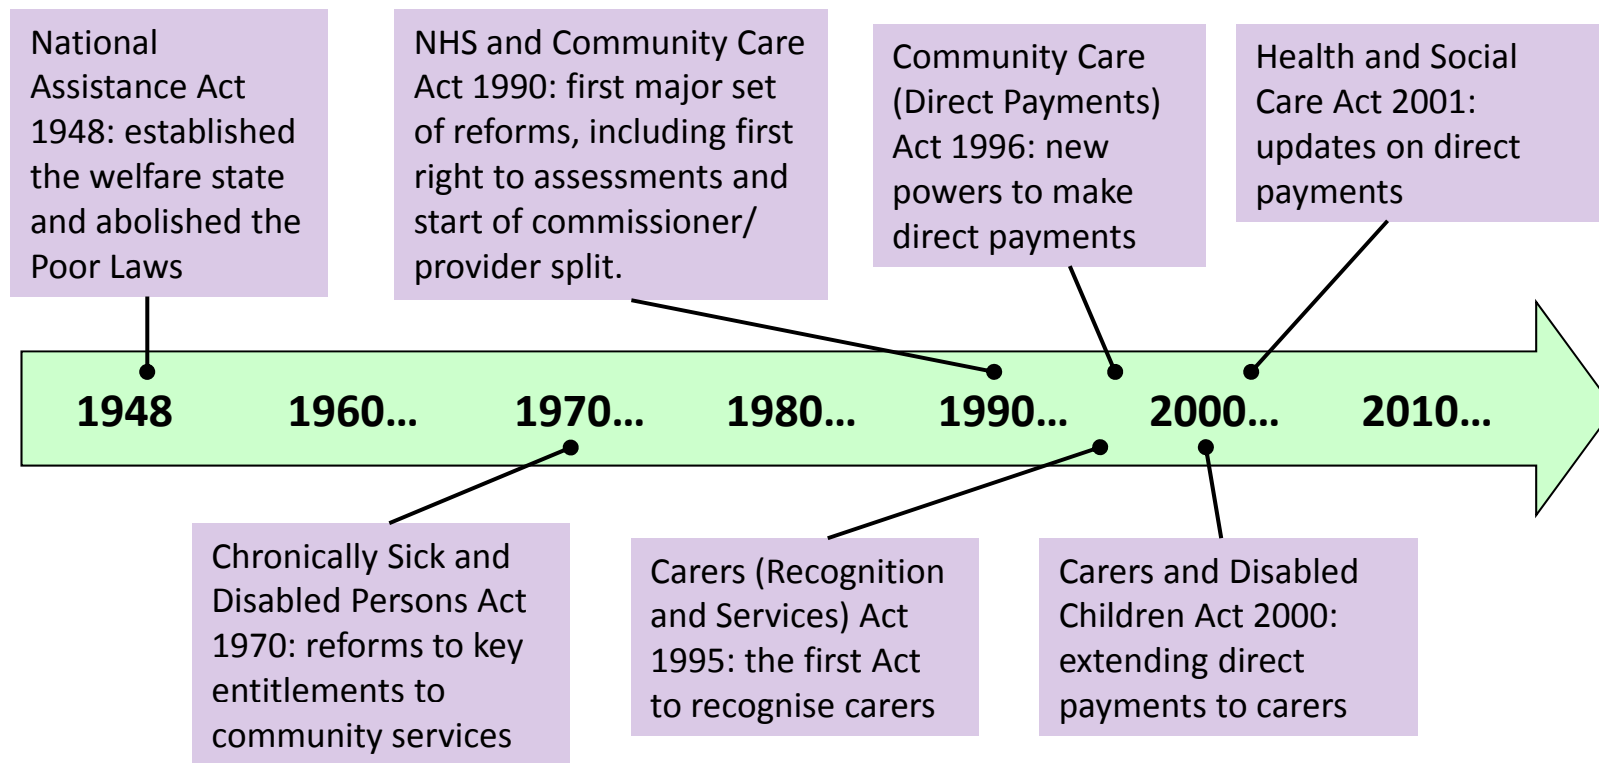 National
Assistance Act
1948: established
the welfare state
and abolished the
Poor Laws
NHS and Community Care
Act 1990: first major set
of reforms, including first
right to assessments and
start of commissioner/
provider split.
Community Care
(Direct Payments)
Act 1996: new
powers to make
direct payments
Health and Social
Care Act 2001:
updates on direct
payments
1948 1960... 1970... 1980... 1990... 2000... 2010...
Chronically Sick and
Disabled Persons Act
1970: reforms to key
entitlements to
community services
Carers (Recognition
and Services) Act
1995: the first Act
to recognise carers
Carers and Disabled
Children Act 2000:
extending direct
payments to carers